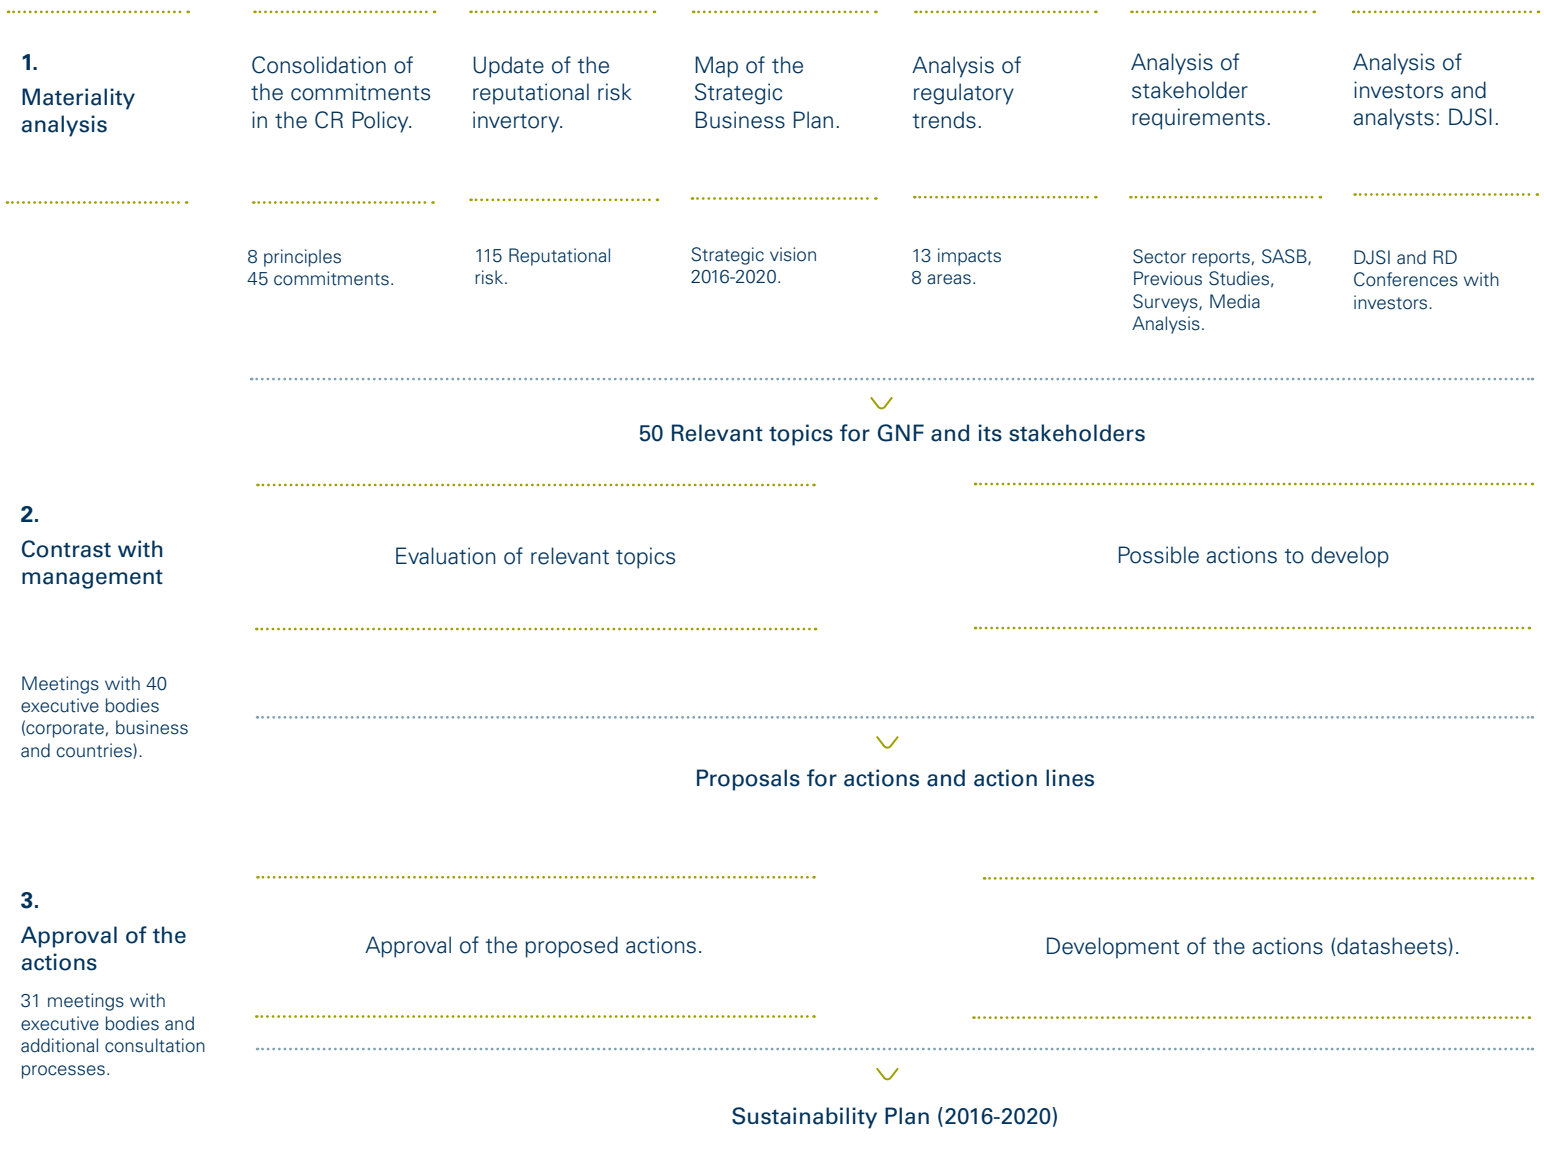 1.
Materiality
analysis
Consolidation of
the commitments
in the CR Policy.
Update of the
reputational risk
invertory.
Map of the
Strategic
Business Plan.
Analysis of
regulatory
trends.
Analysis of
stakeholder
requirements.
Analysis of
investors and
analysts: DJSI.
8 principles
45 commitments.
115 Reputational
risk.
Strategic vision
2016-2020.
13 impacts
8 areas.
Sector reports, SASB,
Previous Studies,
Surveys, Media
Analysis.
DJSI and RD
Conferences with
investors.
50 Relevant topics for GNF and its stakeholders
2.
Contrast with
management
Meetings with 40
executive bodies
(corporate, business
and countries).
Evaluation of relevant topics
Possible actions to develop
Proposals for actions and action lines
3.
Approval of the
actions
31 meetings with
executive bodies and
additional consultation
processes.
Approval of the proposed actions.
Development of the actions (datasheets).
Sustainability Plan (2016-2020)